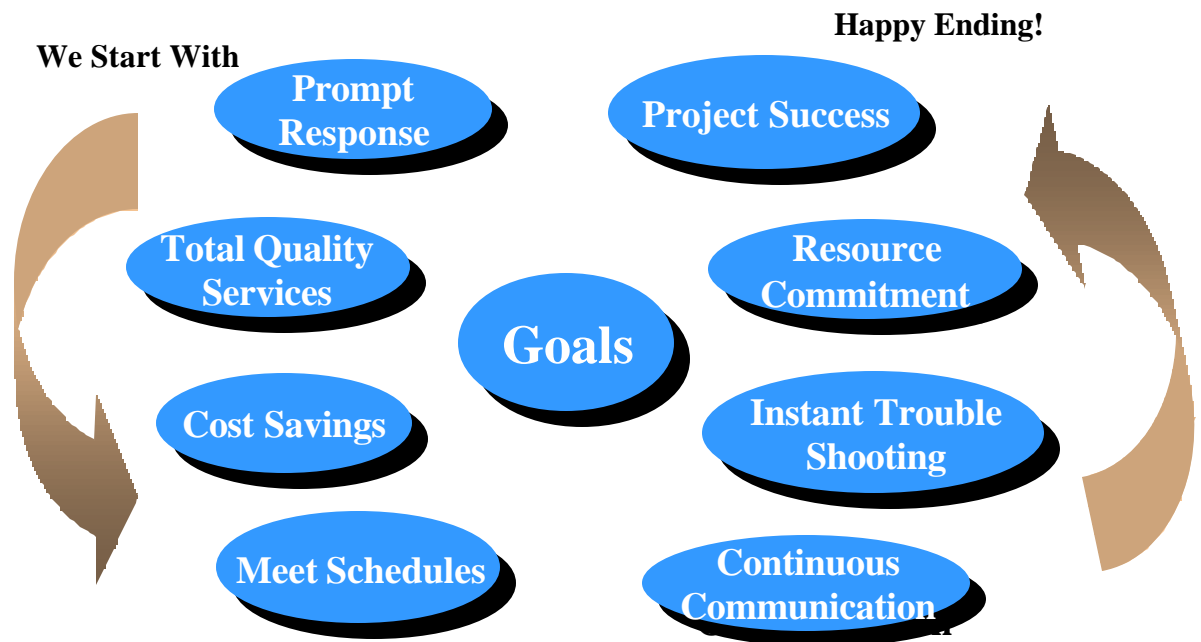 We Start With
Happy Ending!
Prompt
Response
Total Quality
Services
Cost Savings
Meet Schedules
Goals
Project Success
Resource
Commitment
Instant Trouble
Shooting
Continuous
Communication